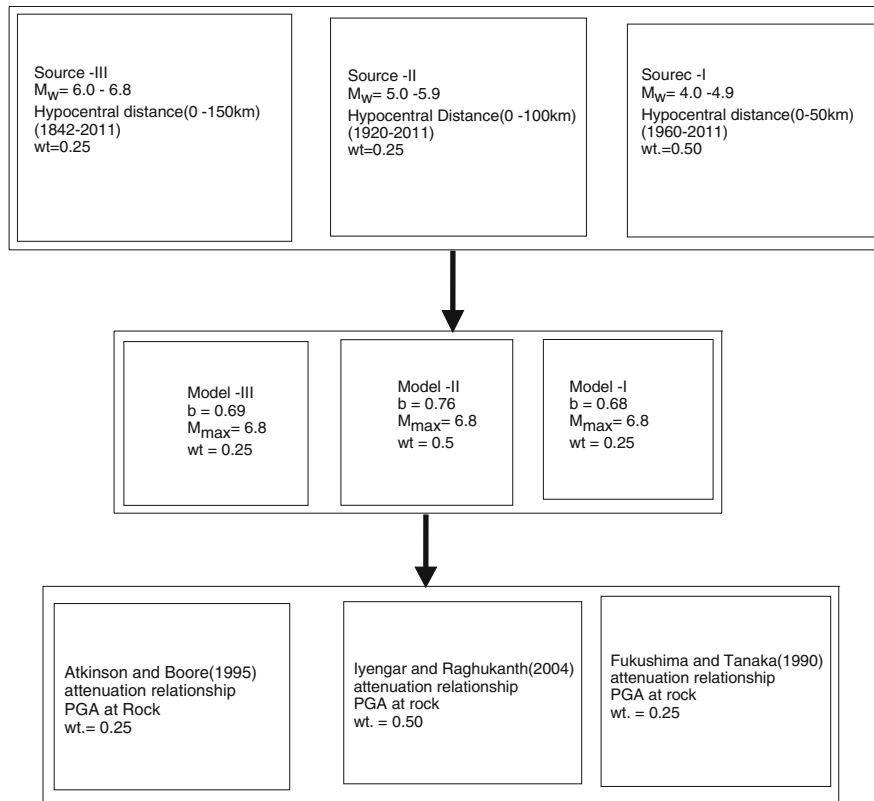 Source -III
Mw= 6.0 - 6.8
Hypocentral distance(0 -150km)
(1842-2011)
wt=0.25
Source -II
Mw= 5.0 -5.9
Hypocentral Distance(0 -100km)
(1920-2011)
wt=0.25
Sourec -I
Mw= 4.0 -4.9
Hypocentral distance(0-50km)
(1960-2011)
wt.=0.50
Model -III
b = 0.69
Mmax= 6.8
wt = 0.25
Model -II
b = 0.76
Mmax= 6.8
wt = 0.5
Model -I
b = 0.68
Mmax= 6.8
wt = 0.25
Atkinson and Boore(1995)
attenuation relationship
PGA at Rock
wt.= 0.25
Iyengar and Raghukanth(2004)
attenuation relationship
PGA at rock
wt. = 0.50
Fukushima and Tanaka(1990)
attenuation relationship
PGA at rock
wt. = 0.25